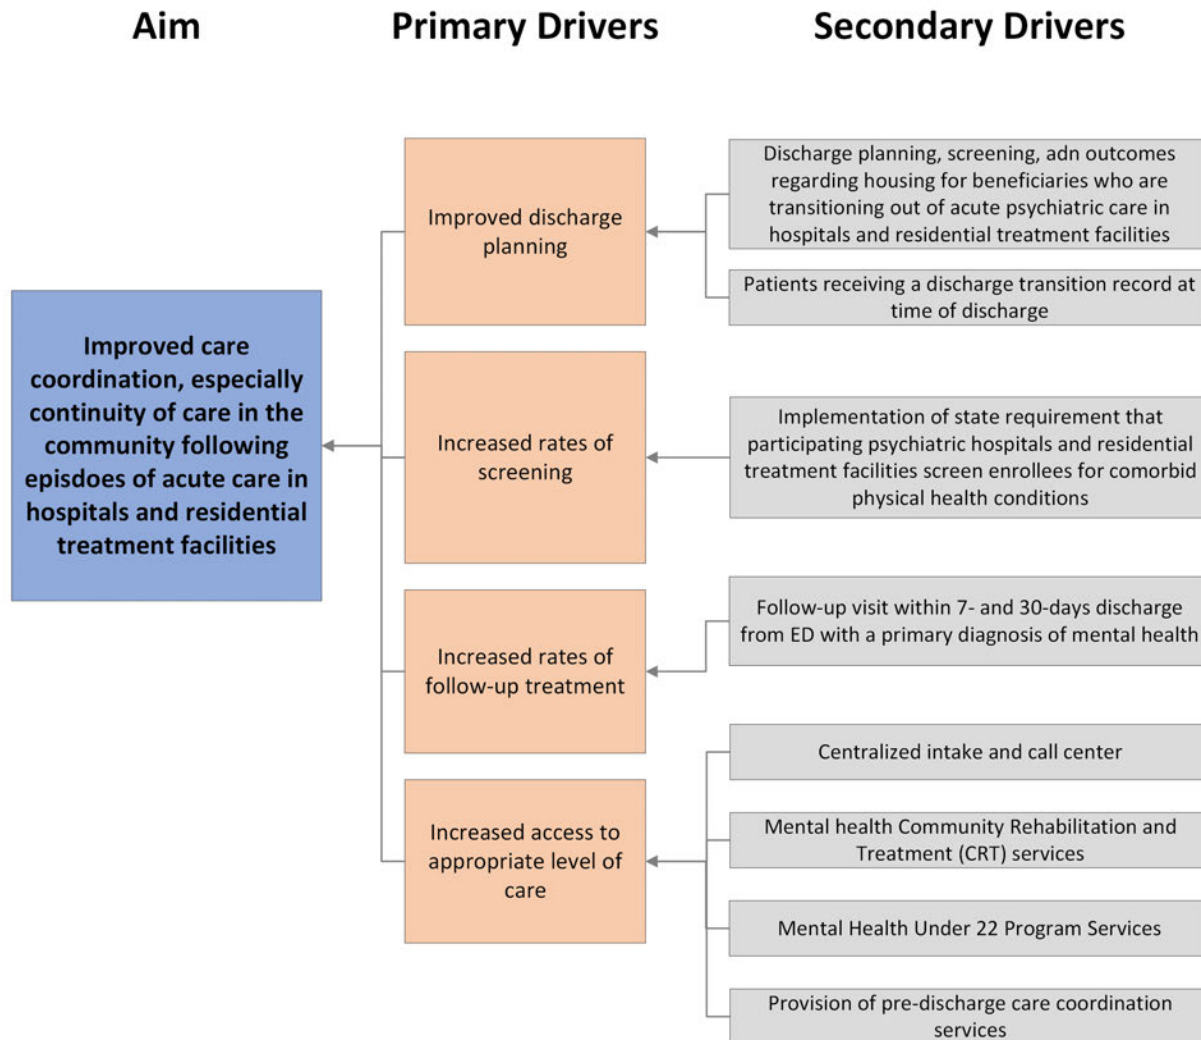 Aim
Primary Drivers
Secondary Drivers
Improved care
coordination, especially
continuity of care in the
community following
episdoes of acute care in
hospitals and residential
treatment facilities
Improved discharge
planning
Increased rates of
screening
Increased rates of
follow-up treatment
Increased access to
appropriate level of
care
Discharge planning, screening, adn outcomes
regarding housing for beneficiaries who are
transitioning out of acute psychiatric care in
hospitals and residential treatment facilities
Patients receiving a discharge transition record at
time of discharge
Implementation of state requirement that
participating psychiatric hospitals and residential
treatment facilities screen enrollees for comorbid
physical health conditions
Follow-up visit within 7- and 30-days discharge
from ED with a primary diagnosis of mental health
Centralized intake and call center
Mental health Community Rehabilitation and
Treatment (CRT) services
Mental Health Under 22 Program Services
Provision of pre-discharge care coordination
services